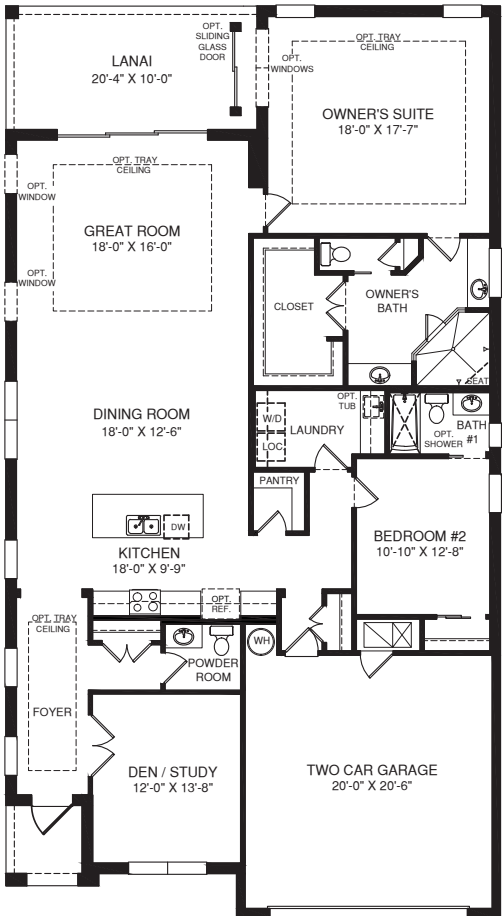 LANAI
20'-4" X 10'-0"
OPT.
SLIDING
GLASS
DOOR
OPT.
WINDOWS
OPT. TRAY
CEILING
OWNER'S SUITE
18'-0" X 17'-7"
OPT. TRAY
CEILING
OPT.
WINDOW
GREAT ROOM
18'-0" X 16'-0"
OPT.
WINDOW
CLOSET
OWNER'S
BATH
SEAT
DINING ROOM
18'-0" X 12'-6"
W/D
LOC
LAUNDRY
OPT.
TUB
OPT.
SHOWER
BATH
#1
PANTRY
DW
KITCHEN
18'-0" X 9'-9"
BEDROOM #2
10'-10" X 12'-8"
OPT.
REF.
OPT. TRAY
CEILING
WH
POWDER
ROOM
FOYER
DEN / STUDY
12'-0" X 13'-8"
TWO CAR GARAGE
20'-0" X 20'-6"